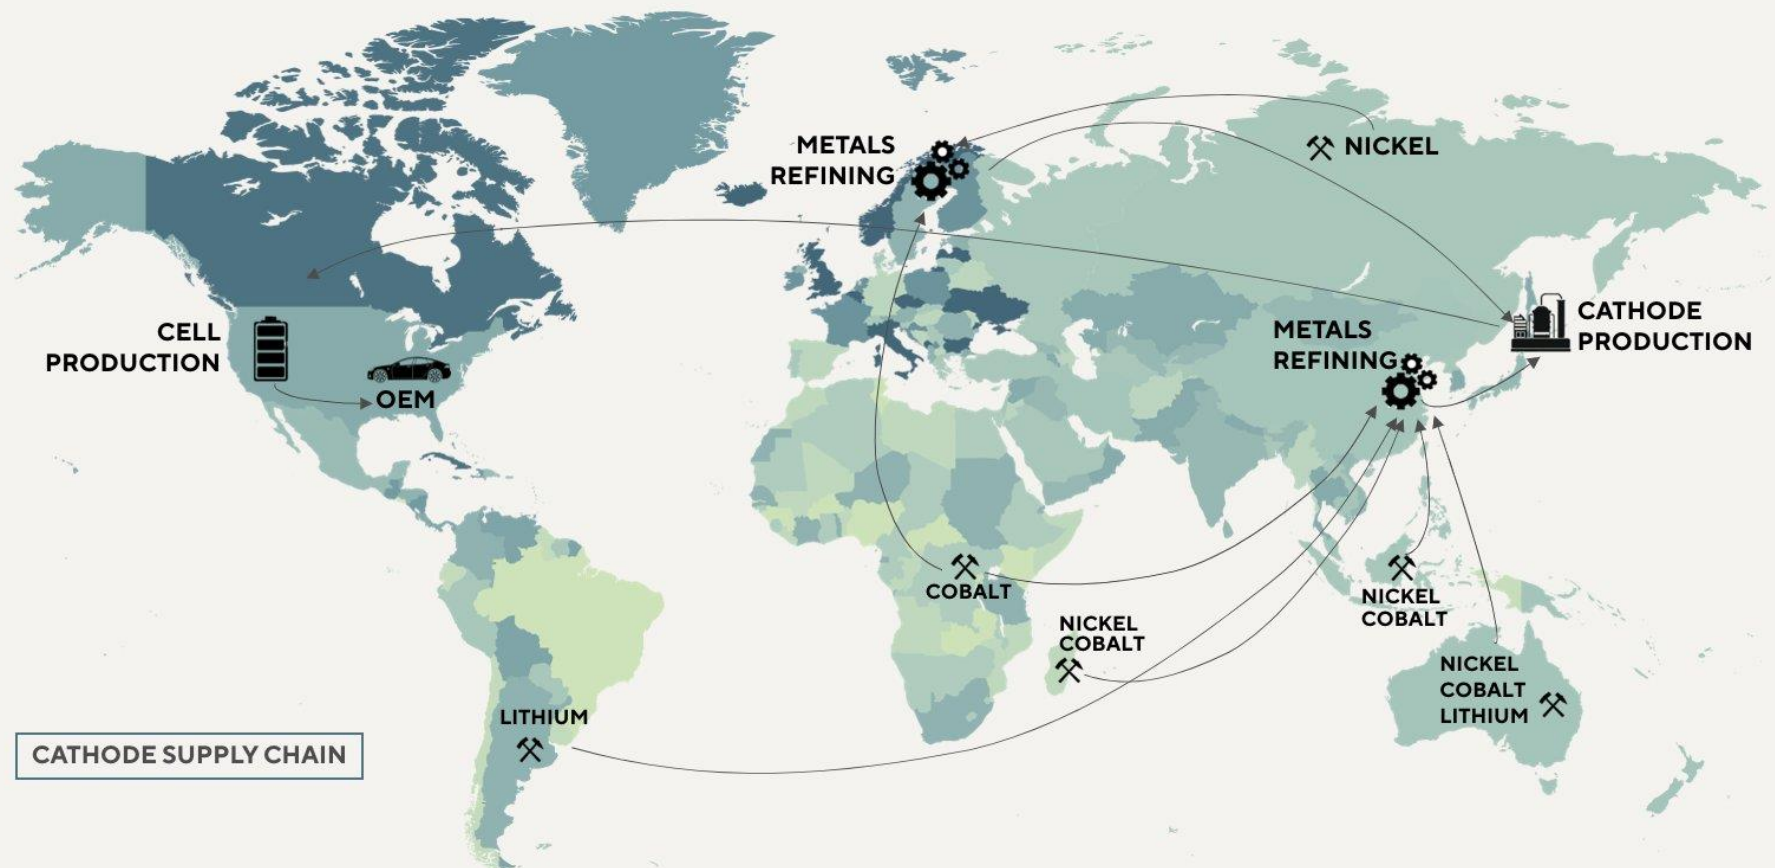 METALS
REFINING
NICKEL
CELL
PRODUCTION
OEM
METALS
REFINING
CATHODE
PRODUCTION
COBALT
NICKEL
COBALT
NICKEL
COBALT
NICKEL
COBALT
LITHIUM
LITHIUM
CATHODE SUPPLY CHAIN